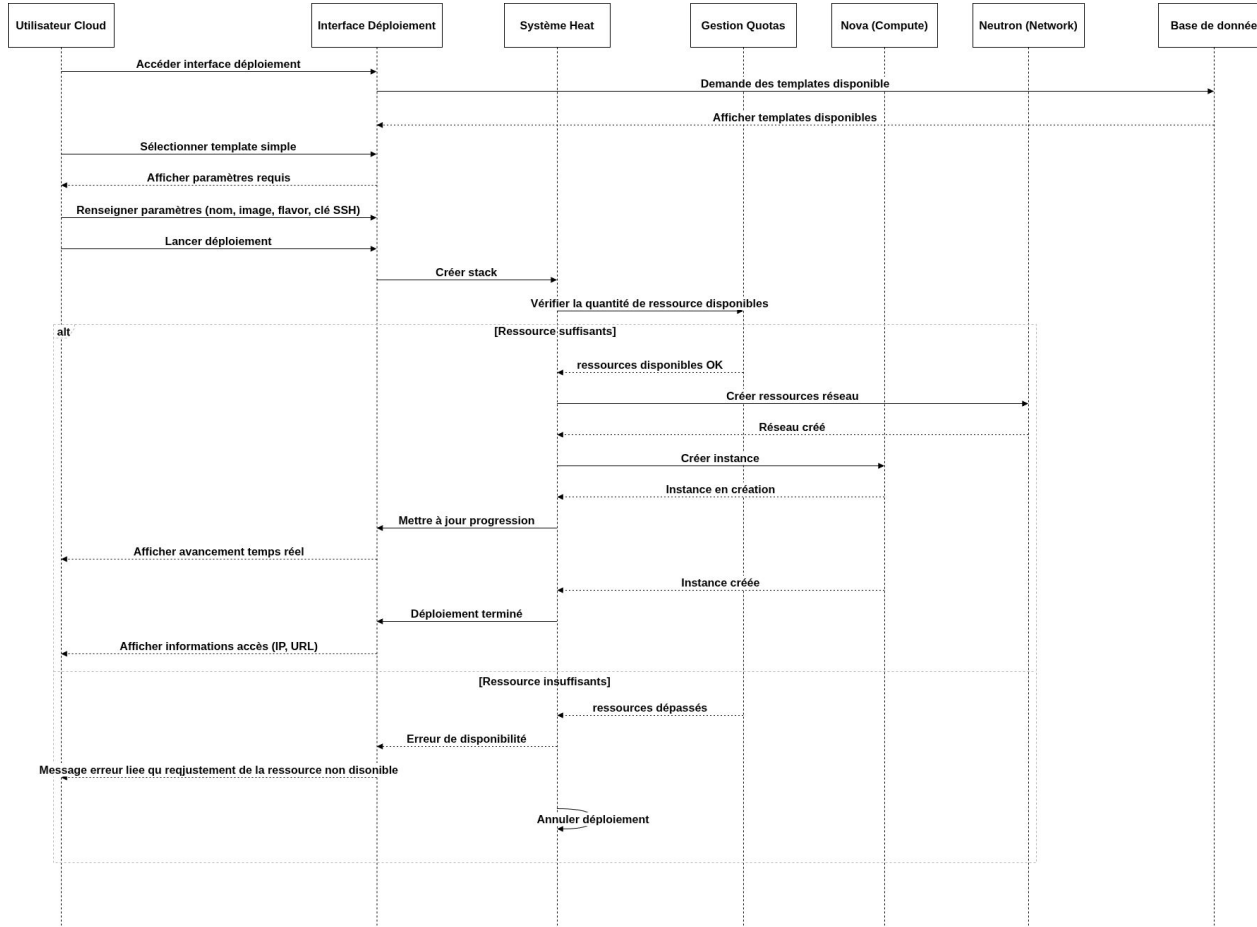 Utilisateur Cloud
Interface Déploiement
Système Heat
Gestion Quotas
Nova (Compute)
Neutron (Network)
Base de donnée
Accéder interface déploiement
Demande des templates disponible
Afficher templates disponibles
Sélectionner template simple
Afficher paramètres requis
Renseigner paramètres (nom, image, flavor, clé SSH)
Lancer déploiement
Créer stack
Vérifier la quantité de ressource disponibles
alt
[Ressource suffisants]
ressources disponibles OK
Créer ressources réseau
Réseau créé
Créer instance
Instance en création
Mettre à jour progression
Afficher avancement temps réel
Instance créée
Déploiement terminé
Afficher informations accès (IP, URL)
[Ressource insuffisants]
ressources dépassés
Erreur de disponibilité
Message erreur liee qu reqjustement de la ressource non disonible
Annuler déploiement